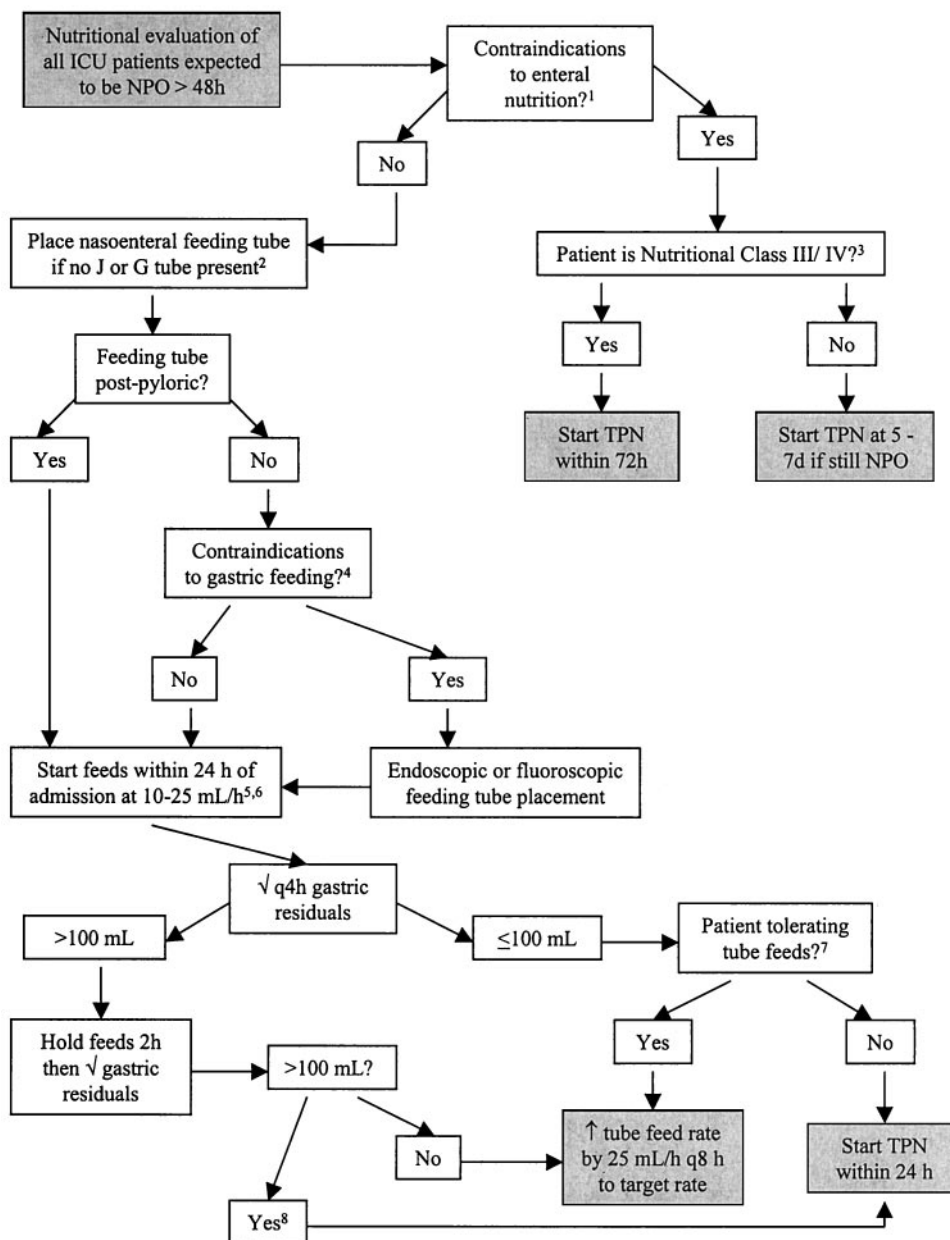 Nutritional evaluation of
all ICU patients expected
to be NPO > 48h
Contraindications
to enteral
nutrition?¹
No
Yes
Place nasoenteral feeding tube
if no J or G tube present²
Patient is Nutritional Class III/ IV?³
Feeding tube
post-pyloric?
Yes
No
Yes
No
Start TPN
within 72h
Start TPN at 5 -
7d if still NPO
Contraindications
to gastric feeding?⁴
No
Yes
Start feeds within 24 h of
admission at 10-25 mL/h⁵,⁶
Endoscopic or fluoroscopic
feeding tube placement
√ q4h gastric
residuals
>100 mL
≤100 mL
Patient tolerating
tube feeds?⁷
Yes
No
Hold feeds 2h
then √ gastric
residuals
>100 mL?
No
Yes⁸
↑ tube feed rate
by 25 mL/h q8 h
to target rate
Start TPN
within 24 h